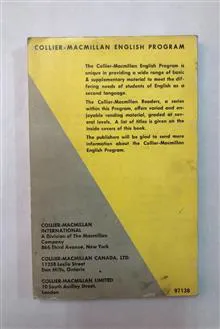 COLLIER-MACMILLAN ENGLISH PROGRAM
The Collier-Macmillan English Program is
unique in providing a wide range of basic
& supplementary material to meet the dif-
fering needs of students of English as a
second language.
The Collier-Macmillan Readers, a series
within this Program, offers varied and en-
joyable reading material, graded at sev-
eral levels. A list of titles is given on the
inside covers of this book.
The publishers will be glad to send more
information about the Collier-Macmillan
English Program.
COLLIER-MACMILLAN
INTERNATIONAL
A Division of The Macmillan
Company
866 Third Avenue, New York
COLLIER-MACMILLAN CANADA, LTD.
1125B Leslie Street
Don Mills, Ontario
COLLIER-MACMILLAN LIMITED
10 South Audley Street,
London
97138